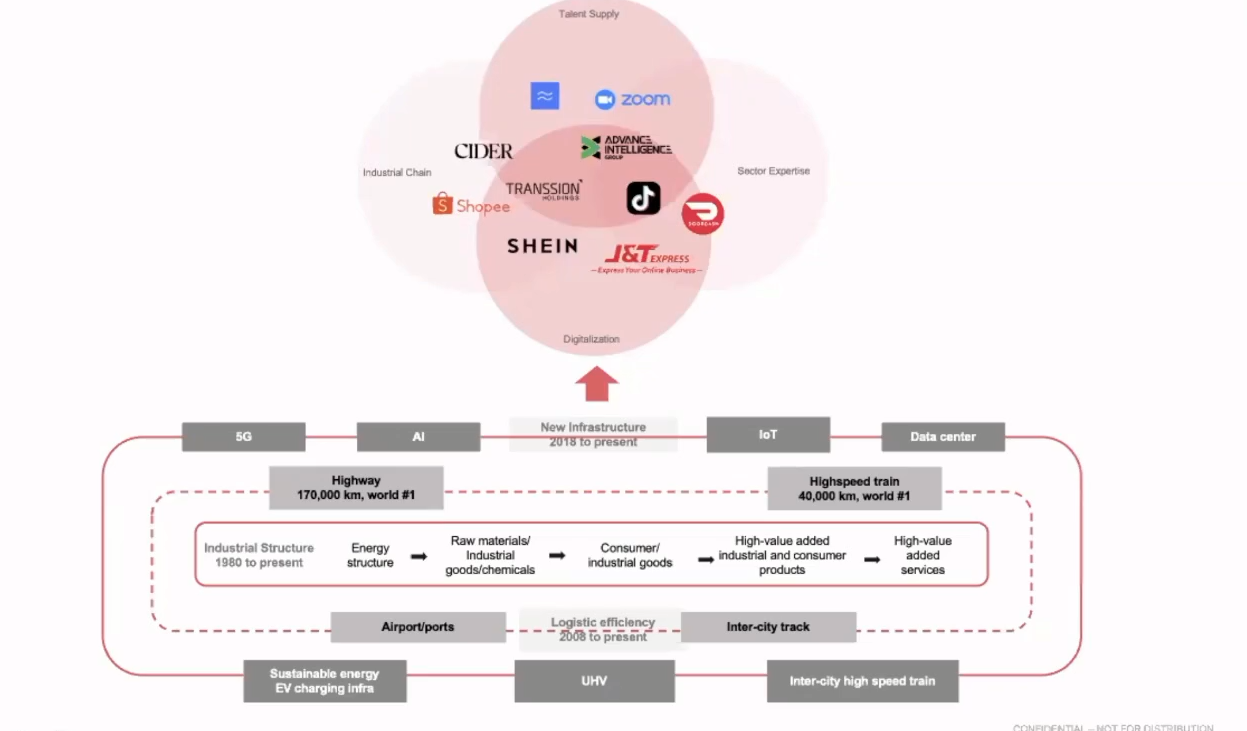 Talent Supply
zoom
CIDER
ADVANCE
INTELLIGENCE
GROUP
Industrial Chain
Sector Expertise
TRANSSION
HOLDINGS
Shopee
DOORDASH
SHEIN
J&T EXPRESS
Express Your Online Business
Digitalization
5G
AI
New Infrastructure
2018 to present
IoT
Data center
Highway
170,000 km, world #1
Highspeed train
40,000 km, world #1
Industrial Structure
1980 to present
Energy
structure
Raw materials/
Industrial
goods/chemicals
Consumer/
industrial goods
High-value added
industrial and consumer
products
High-value
added
services
Airport/ports
Logistic efficiency
2008 to present
Inter-city track
Sustainable energy
EV charging infra
UHV
Inter-city high speed train
CONFIDENTIAL – NOT FOR DISTRIBUTION